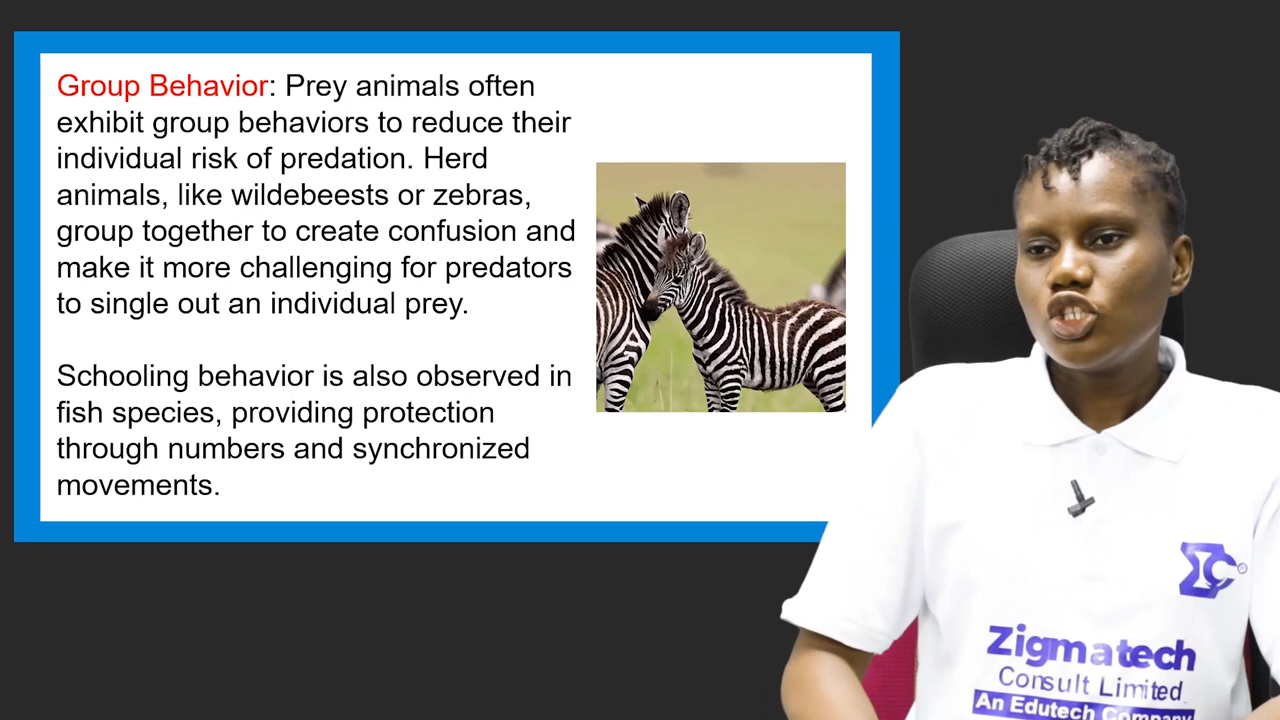 Group Behavior: Prey animals often
exhibit group behaviors to reduce their
individual risk of predation. Herd
animals, like wildebeests or zebras,
group together to create confusion and
make it more challenging for predators
to single out an individual prey.
Schooling behavior is also observed in
fish species, providing protection
through numbers and synchronized
movements.
ΣC
Zigmatech
Consult Limited
An Edutech Company